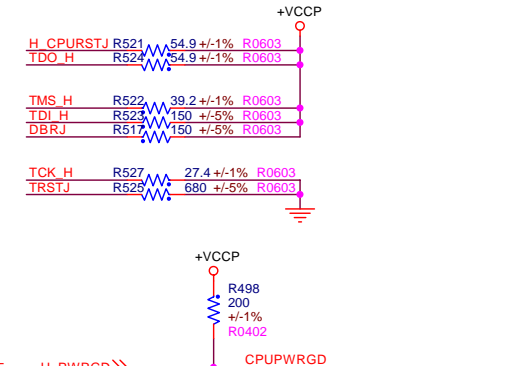 +VCCP
H_CPURSTJ R521 54.9 +/-1% R0603
TDO_H R524 54.9 +/-1% R0603
TMS_H R522 39.2 +/-1% R0603
TDI_H R523 150 +/-5% R0603
DBRJ R517 150 +/-5% R0603
TCK_H R527 27.4 +/-1% R0603
TRSTJ R525 680 +/-5% R0603
+VCCP
R498
200
+/-1%
R0402
CPUPWRGD
H_PWRGD